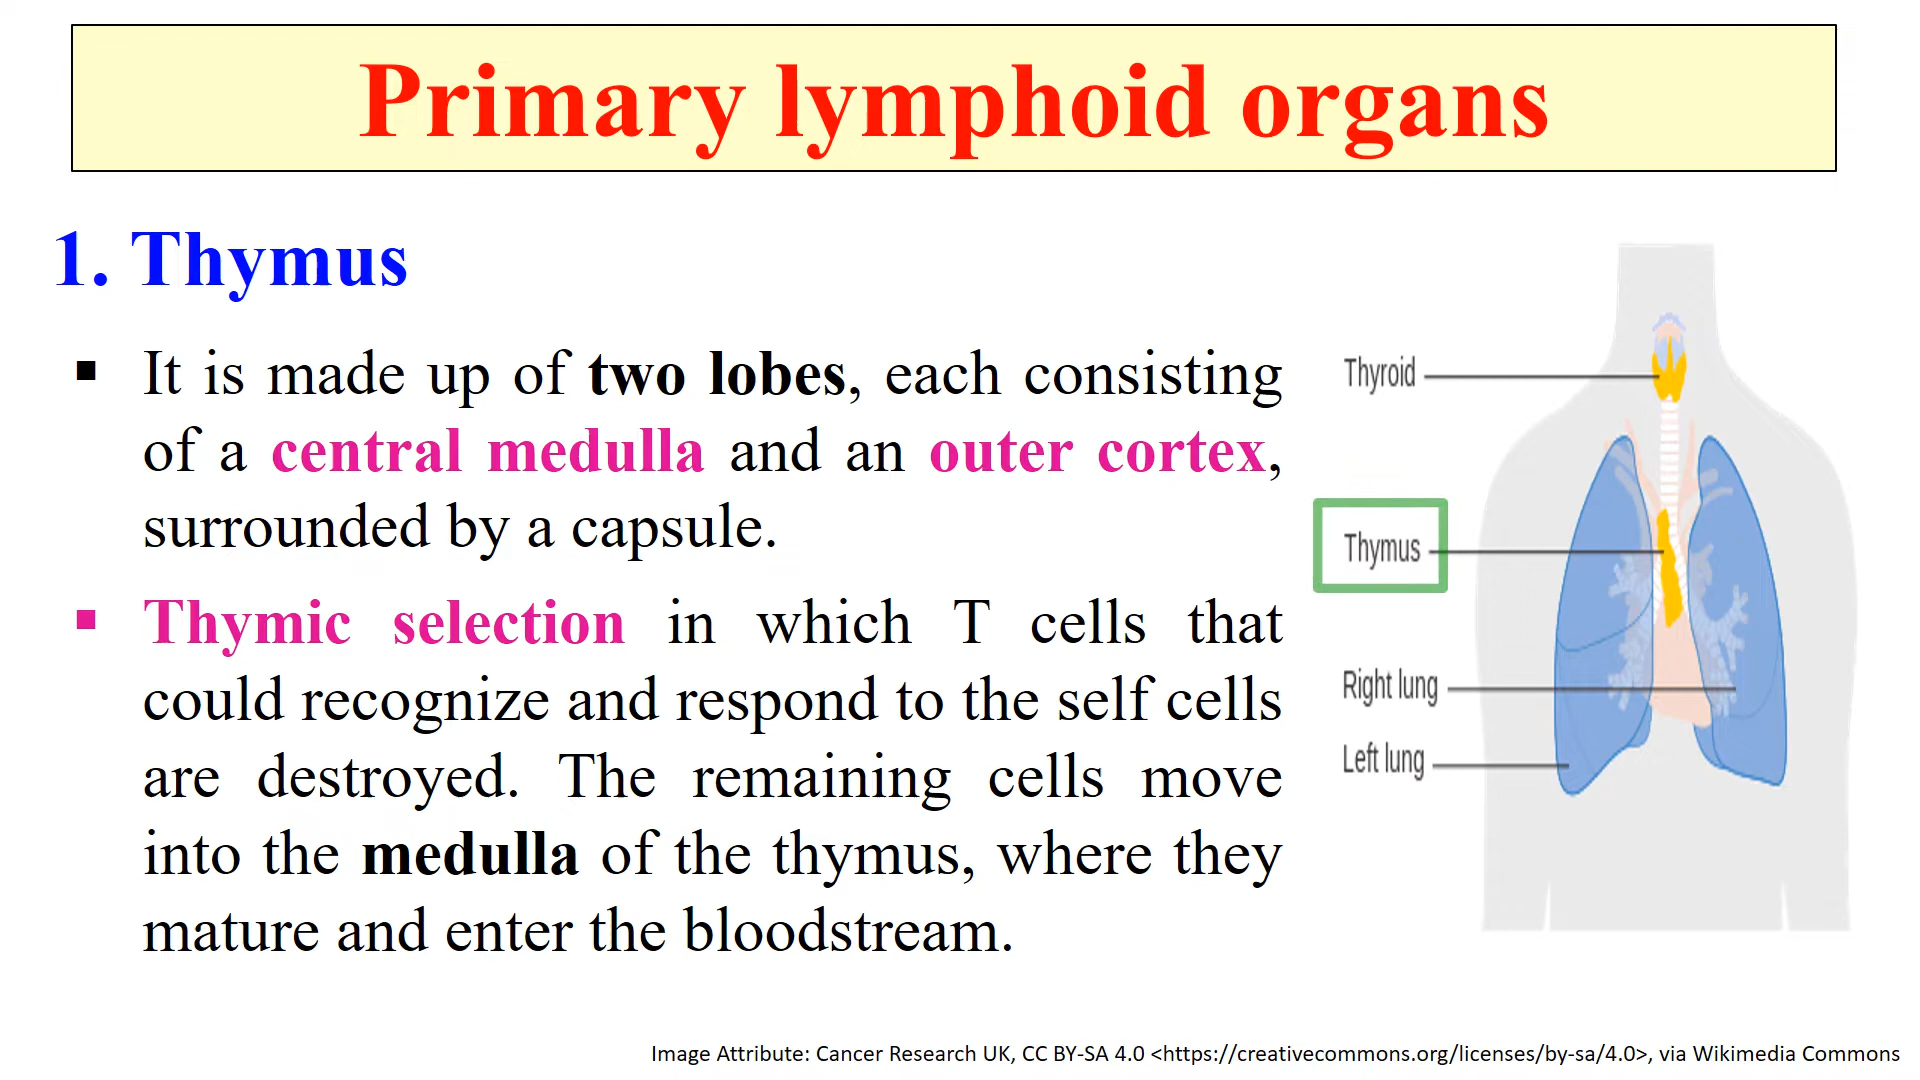 Primary lymphoid organs
1. Thymus
▪ It is made up of two lobes, each consisting
of a central medulla and an outer cortex,
surrounded by a capsule.
▪ Thymic selection in which T cells that
could recognize and respond to the self cells
are destroyed. The remaining cells move
into the medulla of the thymus, where they
mature and enter the bloodstream.
Thyroid
Thymus
Right lung
Left lung
Image Attribute: Cancer Research UK, CC BY-SA 4.0 <https://creativecommons.org/licenses/by-sa/4.0>, via Wikimedia Commons